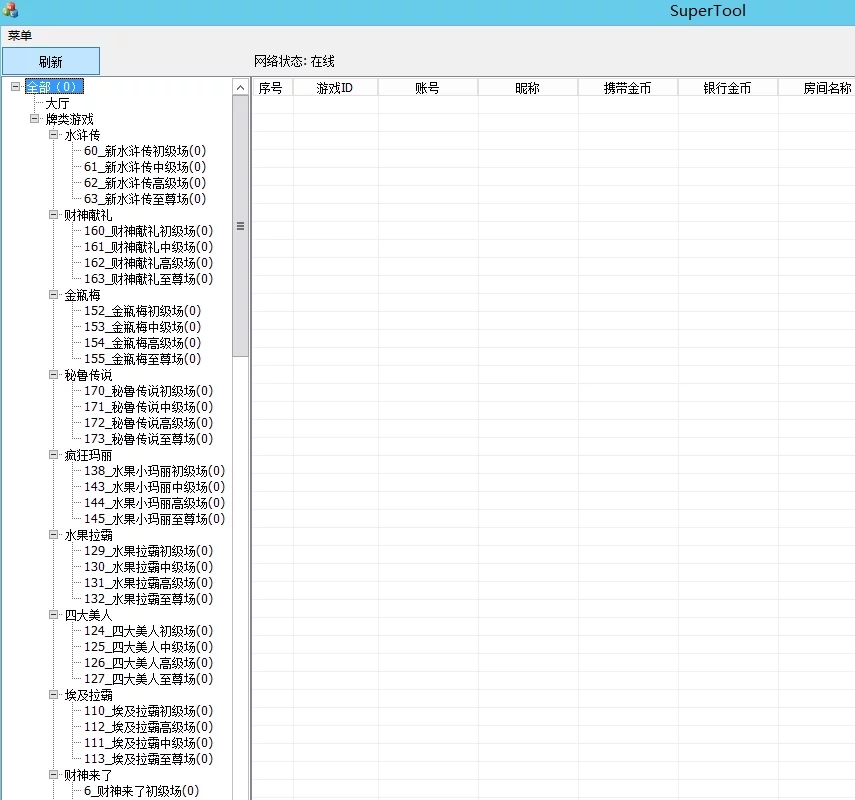 SuperTool
菜单
刷新
网络状态: 在线
序号 游戏ID 账号 昵称 携带金币 银行金币 房间名称
全部（0）
大厅
牌类游戏
水浒传
60_新水浒传初级场(0)
61_新水浒传中级场(0)
62_新水浒传高级场(0)
63_新水浒传至尊场(0)
财神献礼
160_财神献礼初级场(0)
161_财神献礼中级场(0)
162_财神献礼高级场(0)
163_财神献礼至尊场(0)
金瓶梅
152_金瓶梅初级场(0)
153_金瓶梅中级场(0)
154_金瓶梅高级场(0)
155_金瓶梅至尊场(0)
秘鲁传说
170_秘鲁传说初级场(0)
171_秘鲁传说中级场(0)
172_秘鲁传说高级场(0)
173_秘鲁传说至尊场(0)
疯狂玛丽
138_水果小玛丽初级场(0)
143_水果小玛丽中级场(0)
144_水果小玛丽高级场(0)
145_水果小玛丽至尊场(0)
水果拉霸
129_水果拉霸初级场(0)
130_水果拉霸中级场(0)
131_水果拉霸高级场(0)
132_水果拉霸至尊场(0)
四大美人
124_四大美人初级场(0)
125_四大美人中级场(0)
126_四大美人高级场(0)
127_四大美人至尊场(0)
埃及拉霸
110_埃及拉霸初级场(0)
112_埃及拉霸高级场(0)
111_埃及拉霸中级场(0)
113_埃及拉霸至尊场(0)
财神来了
6_财神来了初级场(0)